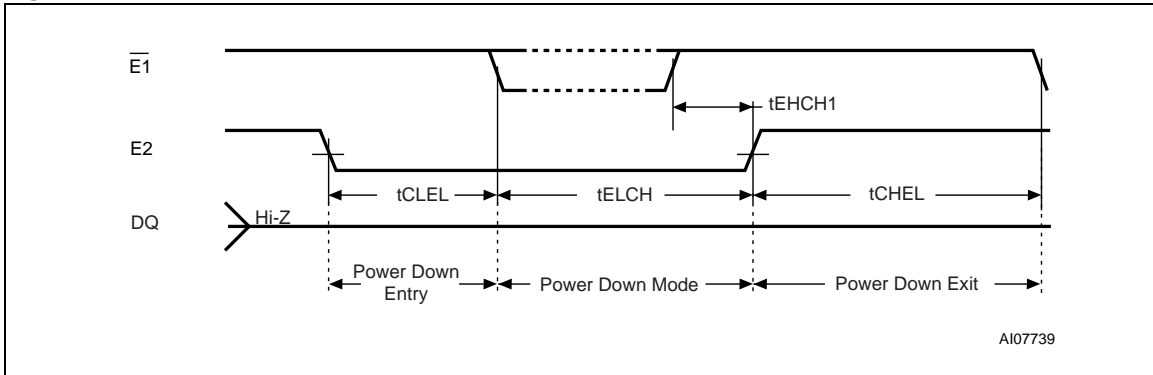 E1
tEHCH1
E2
tCLEL
tELCH
tCHEL
DQ
Hi-Z
Power Down
Entry
Power Down Mode
Power Down Exit
AI07739